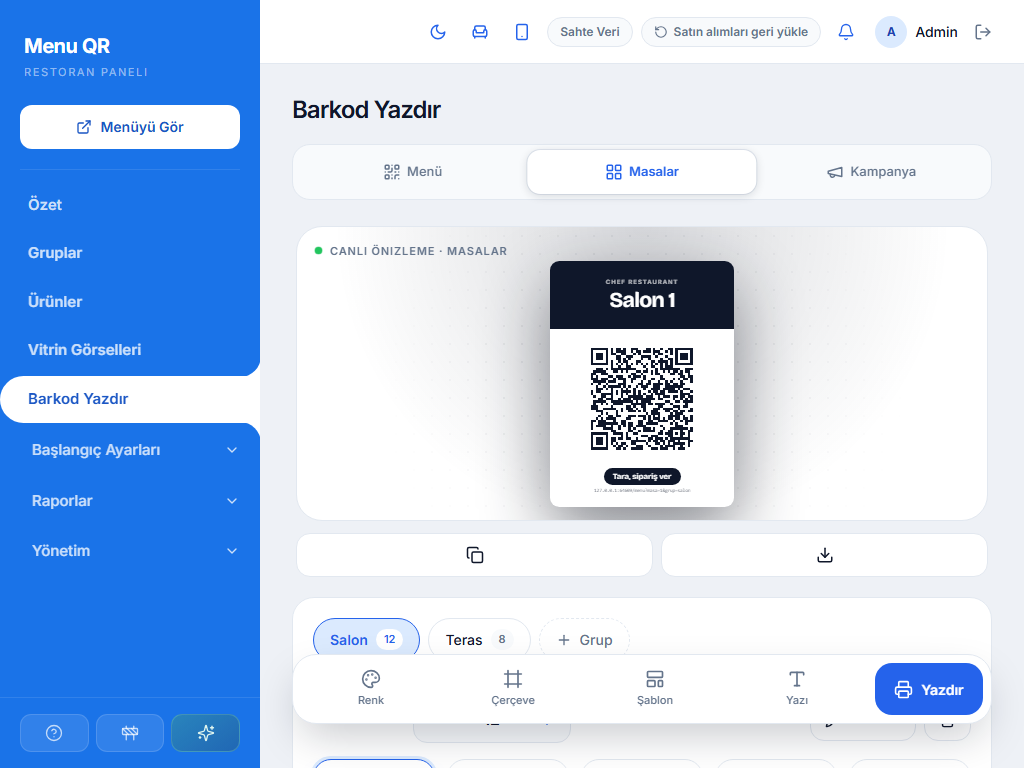 Menu QR
RESTORAN PANELI
Menüyü Gör
Özet
Gruplar
Ürünler
Vitrin Görselleri
Barkod Yazdır
Başlangıç Ayarları
Raporlar
Yönetim
Sahte Veri
Satın alımları geri yükle
A
Admin
Barkod Yazdır
Menü
Masalar
Kampanya
CANLI ÖNIZLEME · MASALAR
CHEF RESTAURANT
Salon 1
Tara, sipariş ver
Salon 12
Teras 8
+ Grup
Renk
Çerçeve
Şablon
Yazı
Yazdır